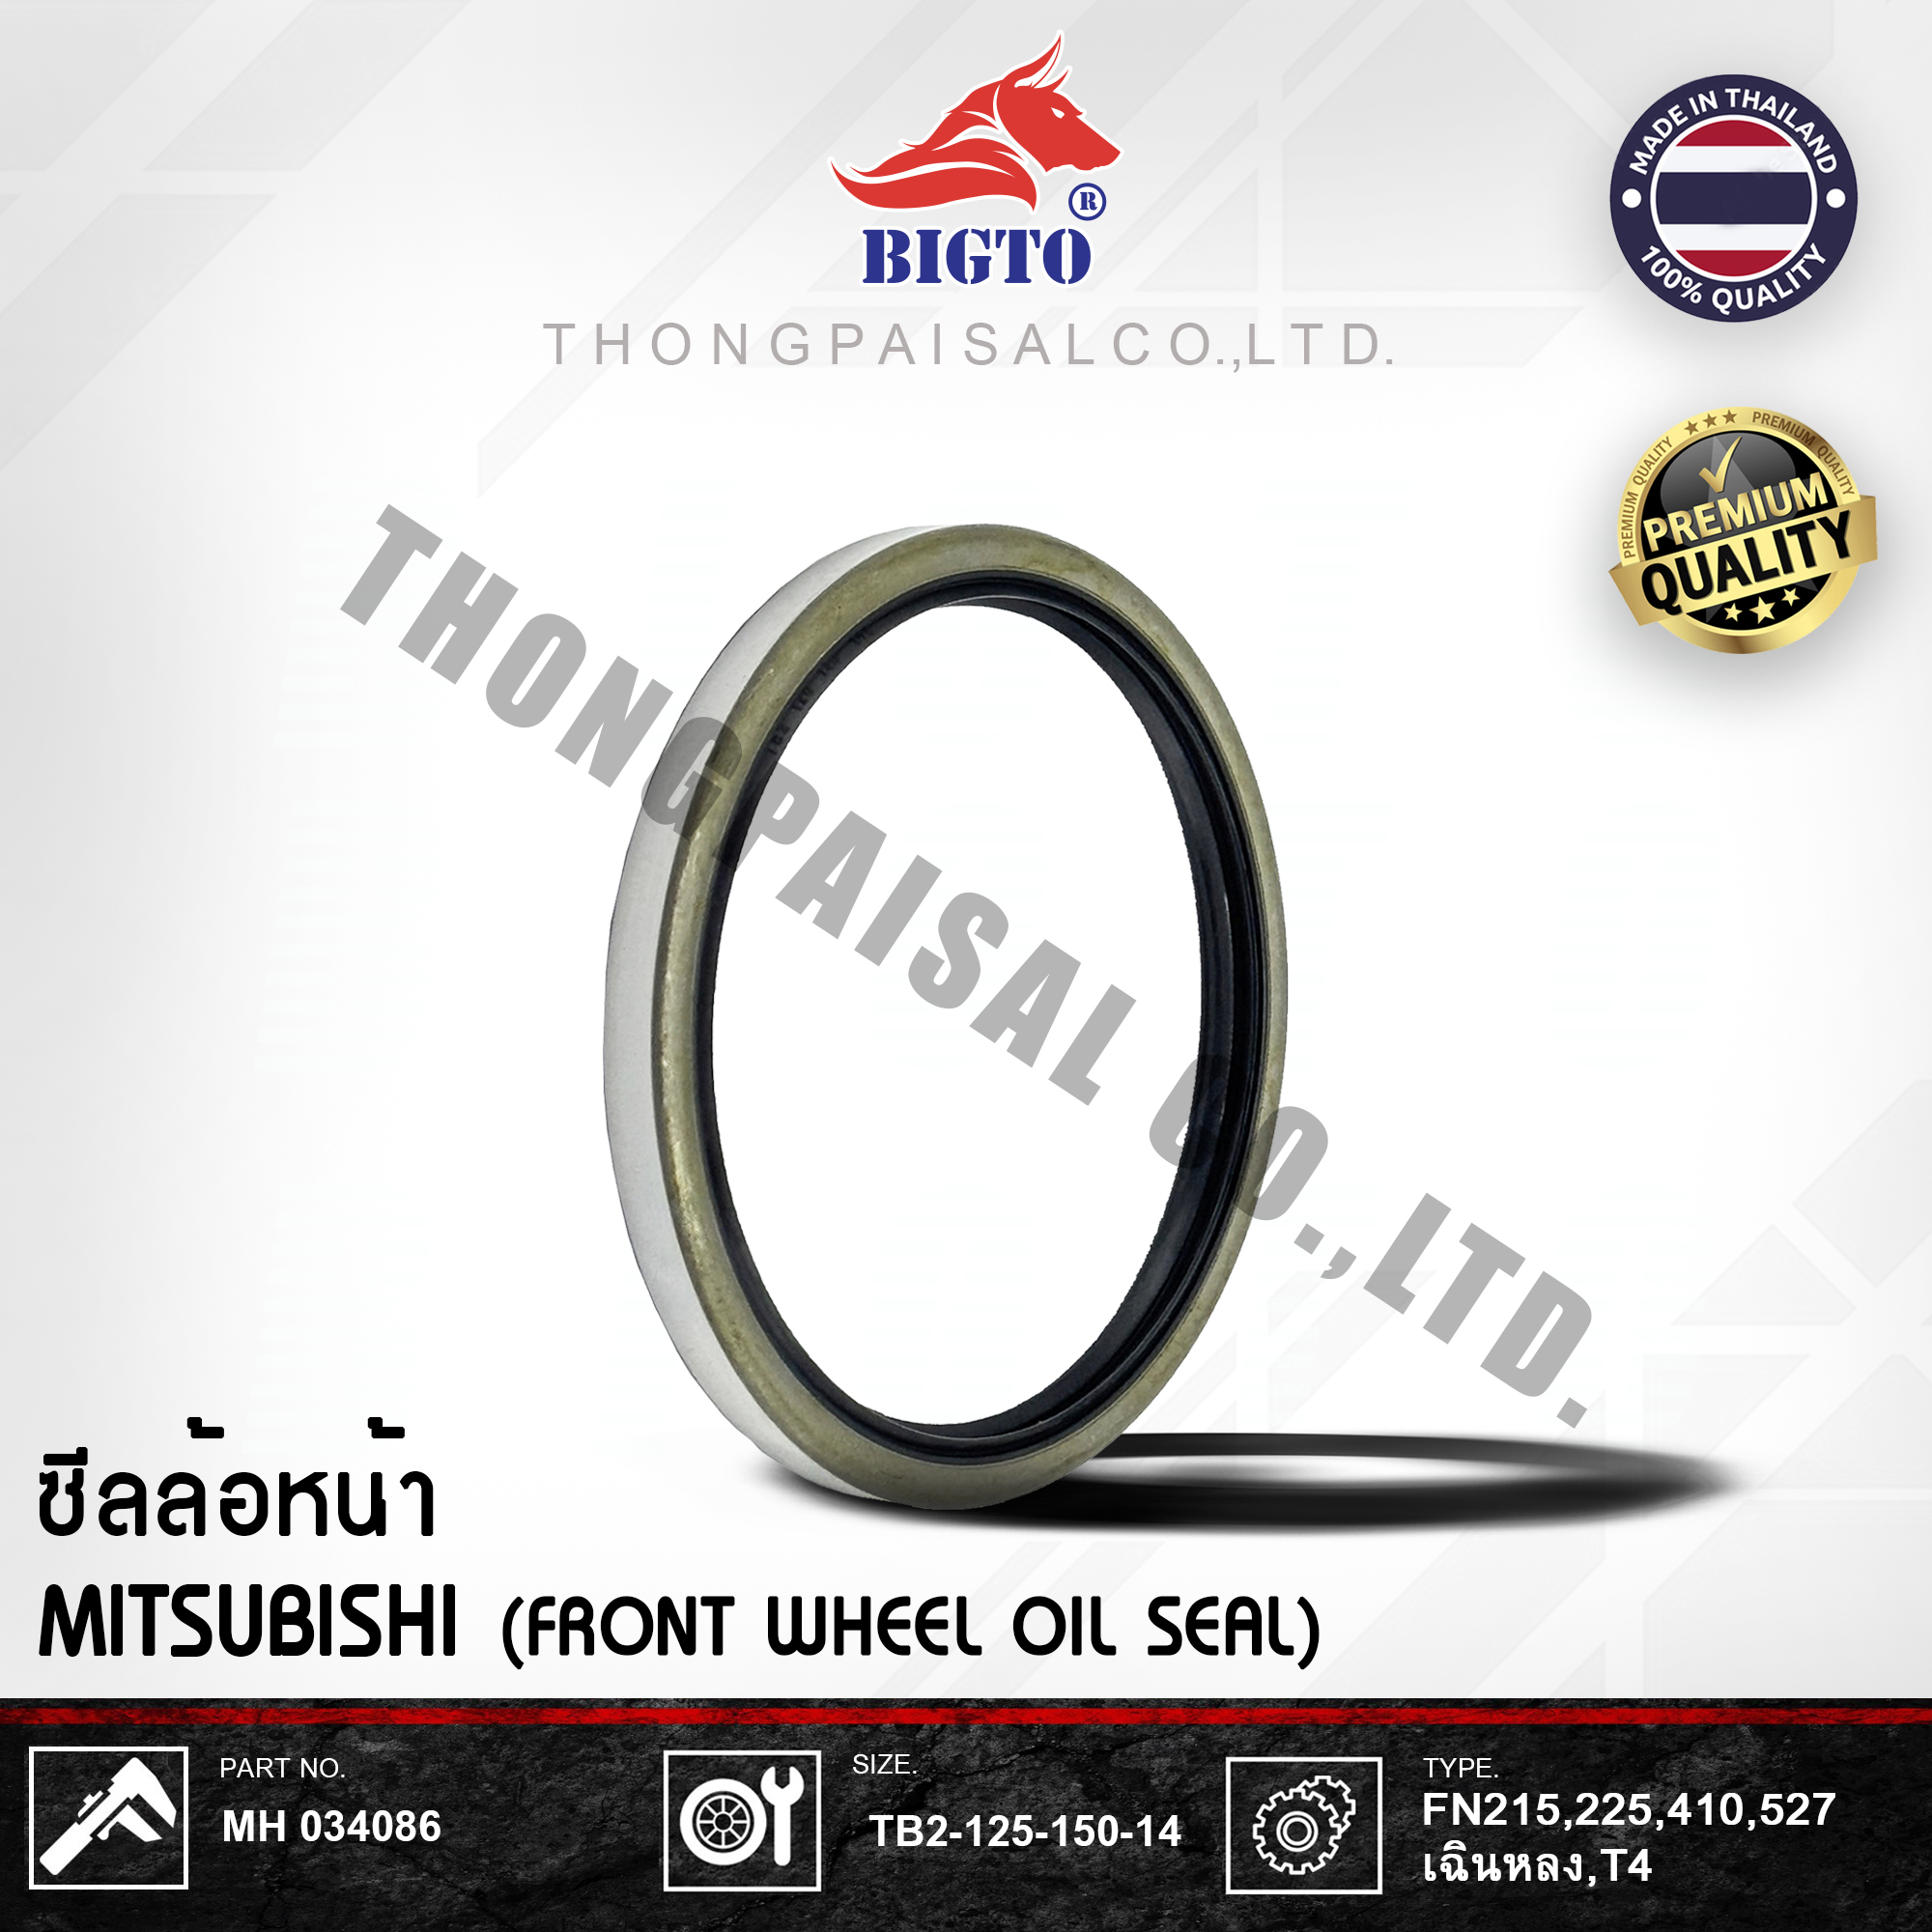 BIGTO
®
THONGPAISALCO.,LTD.
MADE IN THAILAND
100% QUALITY
PREMIUM QUALITY ★★★ PREMIUM QUALITY
PREMIUM
QUALITY
THONGPAISAL CO.,LTD.
ซีลล้อหน้า
MITSUBISHI (FRONT WHEEL OIL SEAL)
PART NO.
MH 034086
SIZE.
TB2-125-150-14
TYPE.
FN215,225,410,527
เฉินหลง,T4